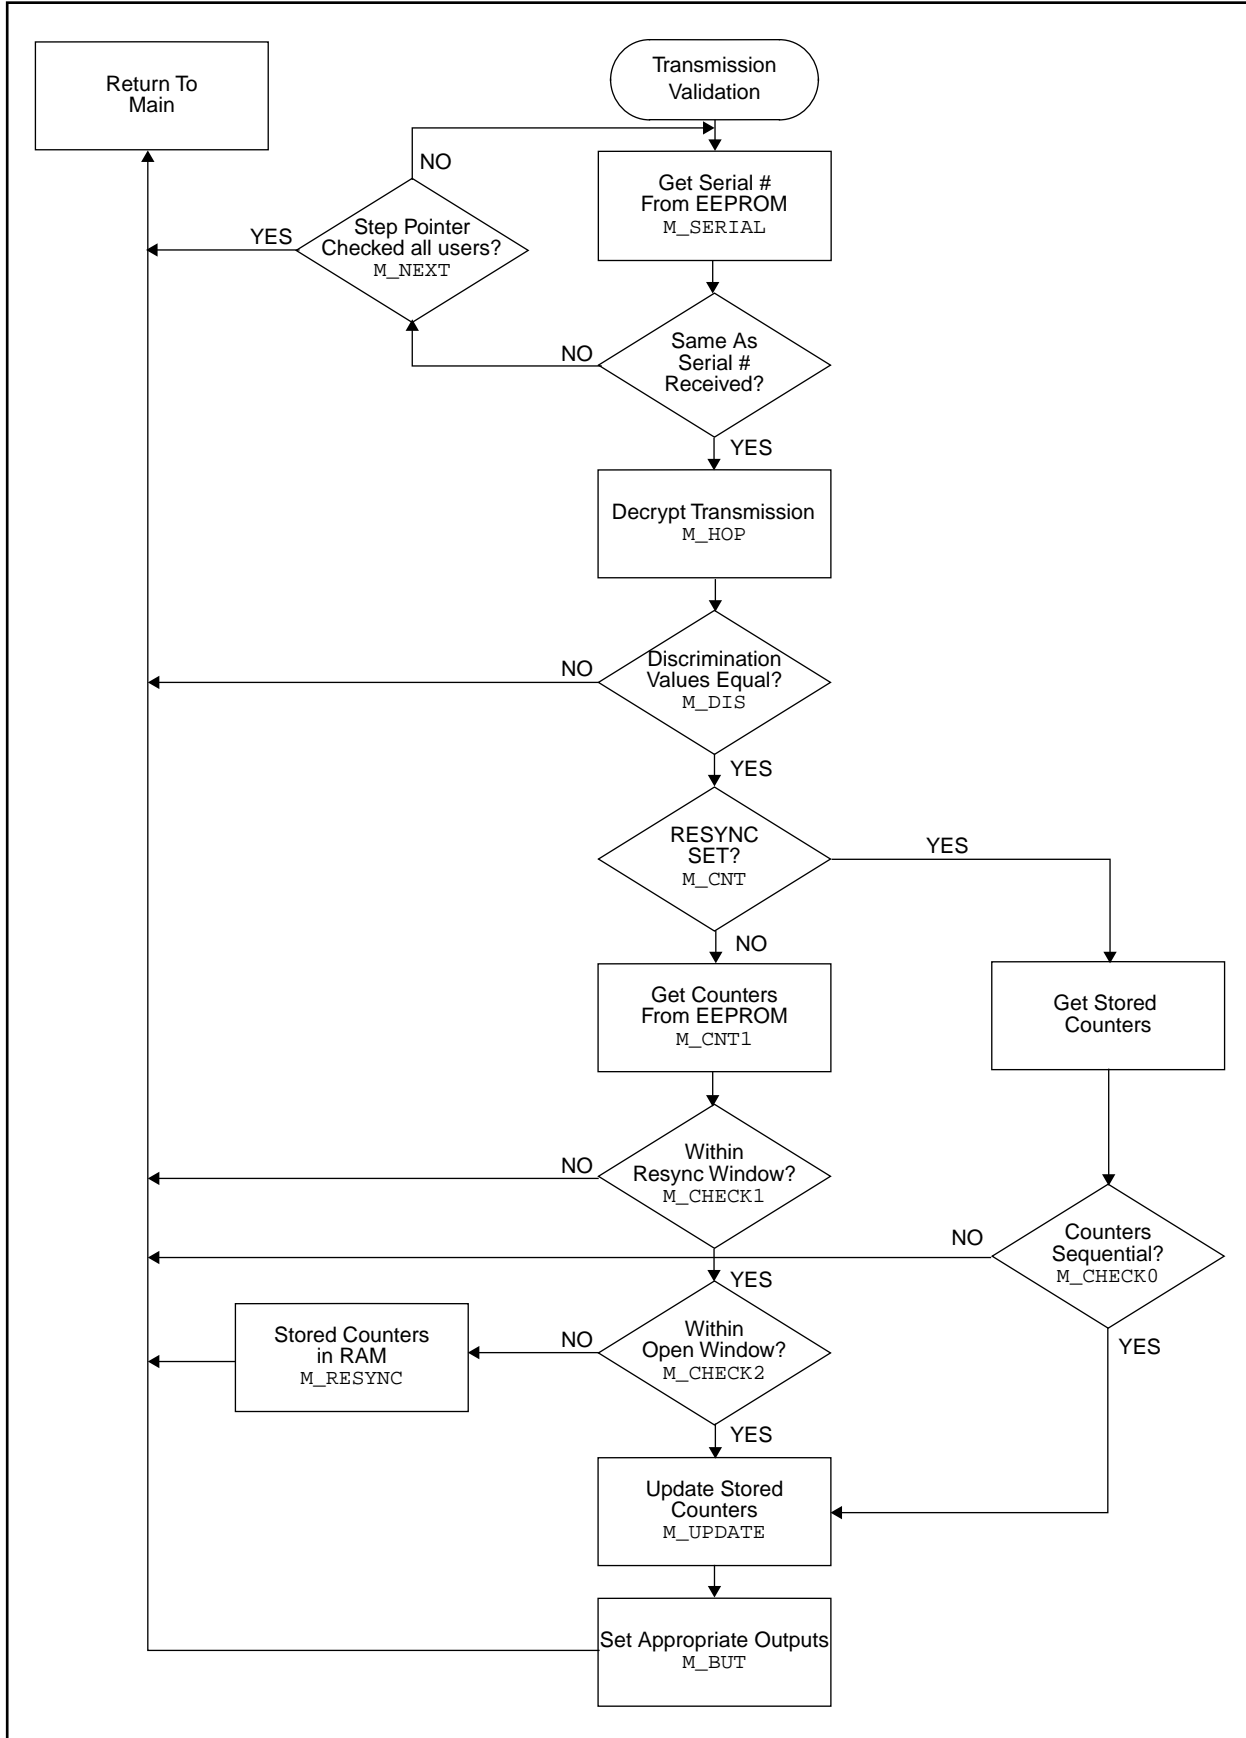 Return To
Main
Transmission
Validation
NO
Get Serial #
From EEPROM
M_SERIAL
YES
Step Pointer
Checked all users?
M_NEXT
NO
Same As
Serial #
Received?
YES
Decrypt Transmission
M_HOP
NO
Discrimination
Values Equal?
M_DIS
YES
RESYNC
SET?
M_CNT
YES
NO
Get Counters
From EEPROM
M_CNT1
Get Stored
Counters
NO
Within
Resync Window?
M_CHECK1
NO
Counters
Sequential?
M_CHECK0
YES
Stored Counters
in RAM
M_RESYNC
NO
Within
Open Window?
M_CHECK2
YES
YES
Update Stored
Counters
M_UPDATE
Set Appropriate Outputs
M_BUT